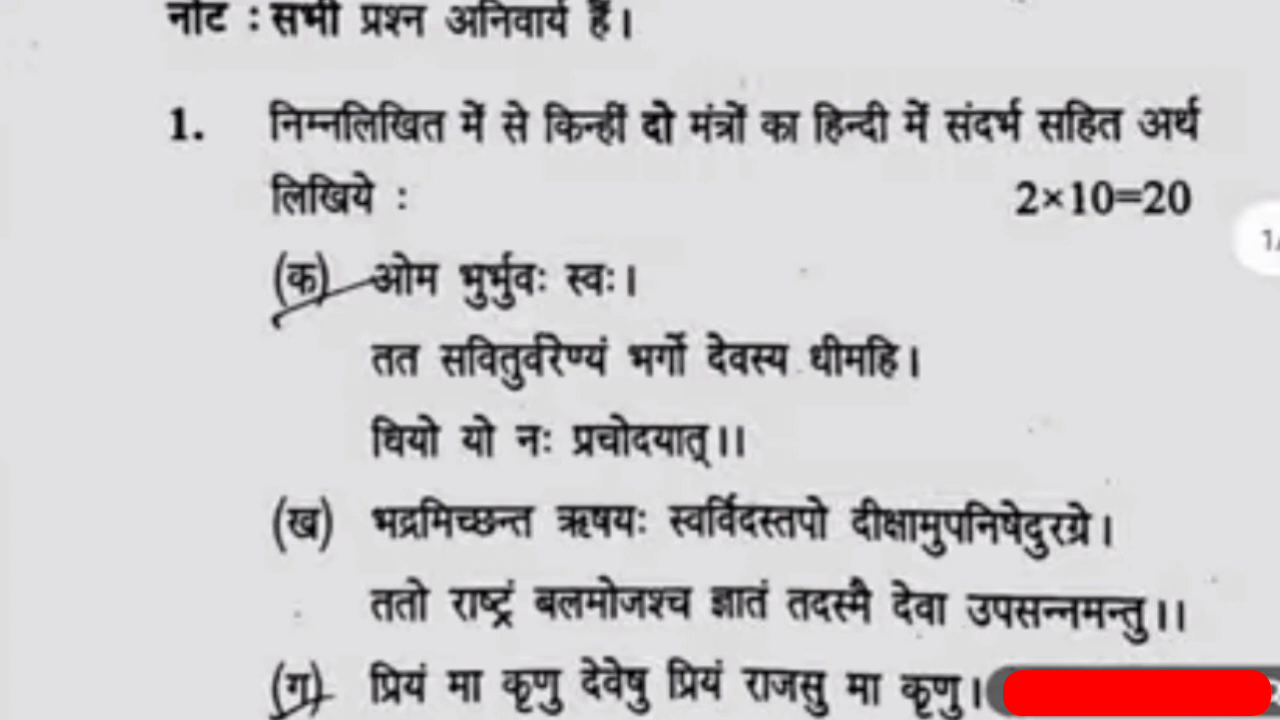 नोट : सभी प्रश्न अनिवार्य हैं।
1. निम्नलिखित में से किन्हीं दो मंत्रों का हिन्दी में संदर्भ सहित अर्थ
लिखिये : 2×10=20
(क) ओम भुर्भुवः स्वः।
तत सवितुर्वरेण्यं भर्गो देवस्य धीमहि।
धियो यो नः प्रचोदयात्।।
(ख) भद्रमिच्छन्त ऋषयः स्वर्विदस्तपो दीक्षामुपनिषेदुरग्रे।
ततो राष्ट्रं बलमोजश्च ज्ञातं तदस्मै देवा उपसन्नमन्तु।।
(ग) प्रियं मा कृणु देवेषु प्रियं राजसु मा कृणु।